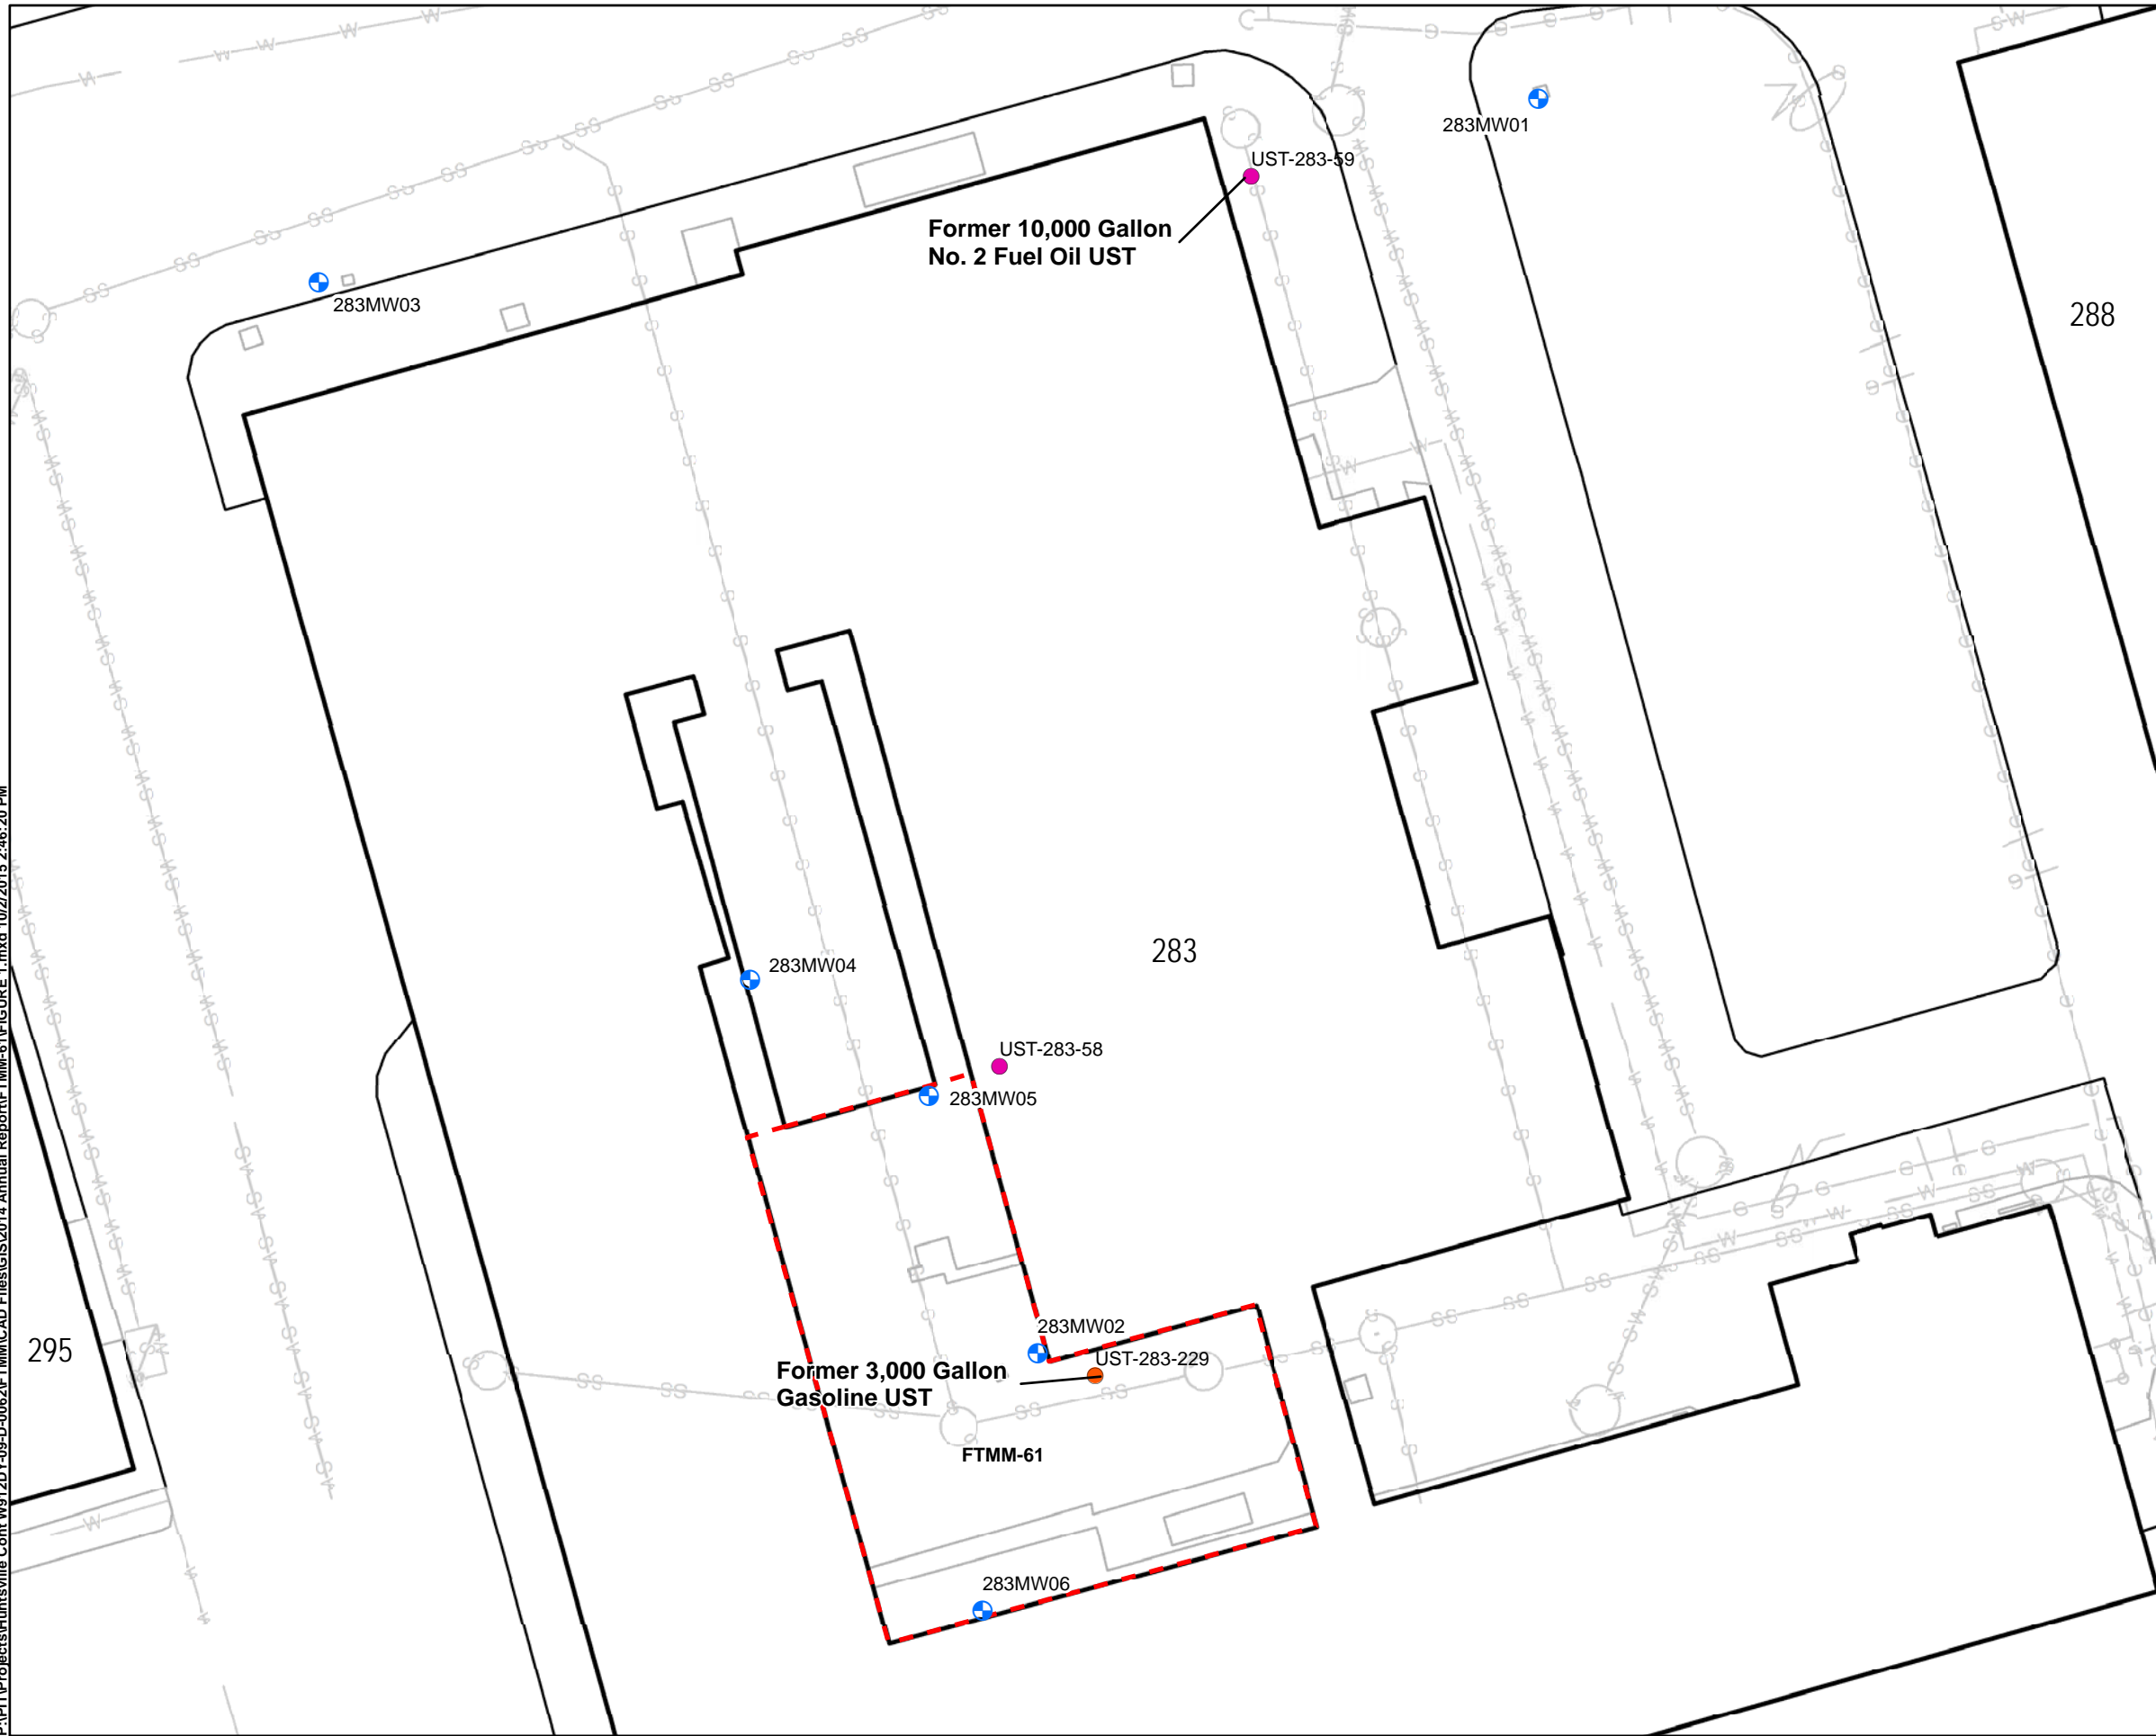 283MW01
UST-283-59
Former 10,000 Gallon
No. 2 Fuel Oil UST
283MW03
288
283
283MW04
UST-283-58
283MW05
295
283MW02
UST-283-229
Former 3,000 Gallon
Gasoline UST
FTMM-61
283MW06